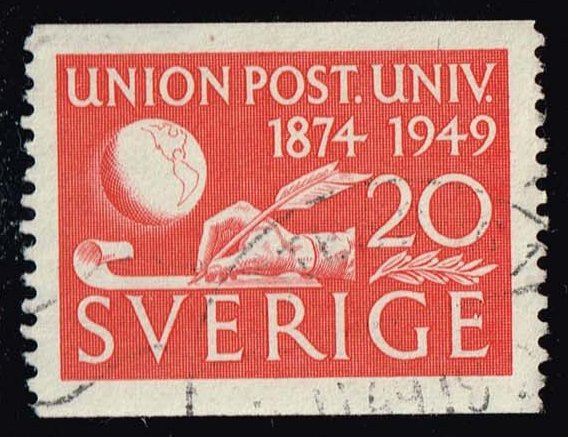 UNION POST. UNIV.
1874 1949
20
SVERIGE